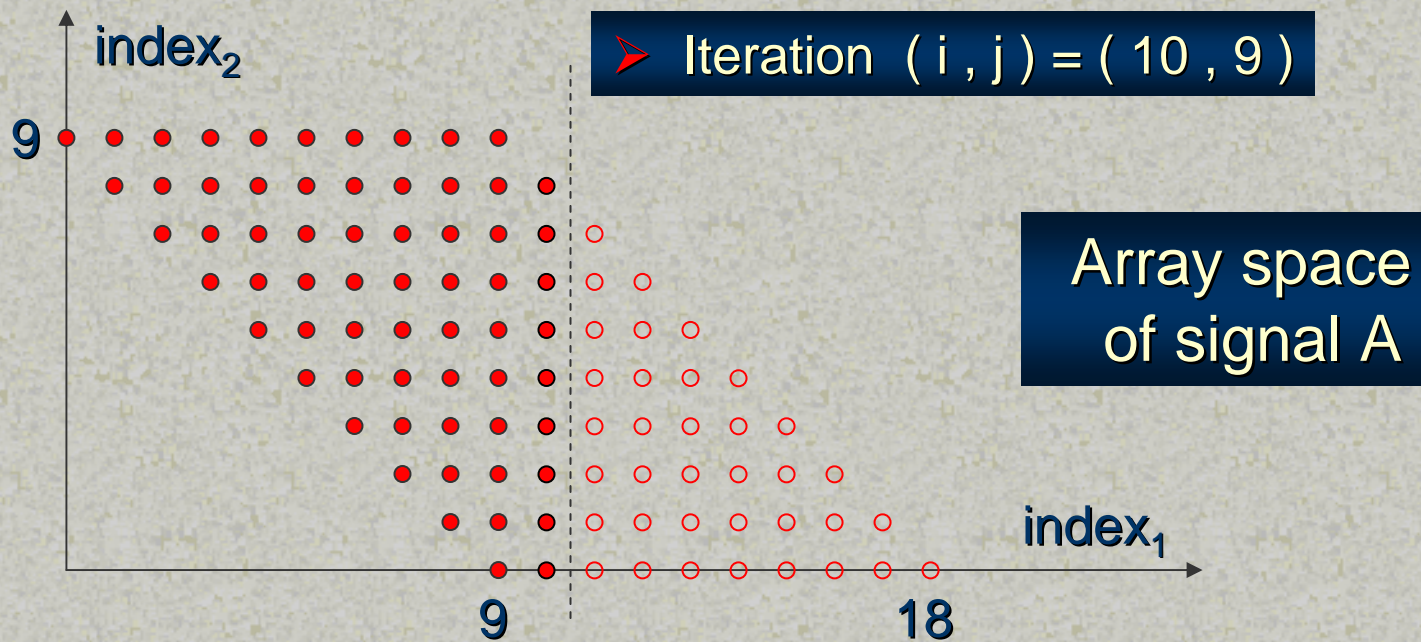 index₂
➢ Iteration ( i , j ) = ( 10 , 9 )
9
Array space
of signal A
index₁
9
18